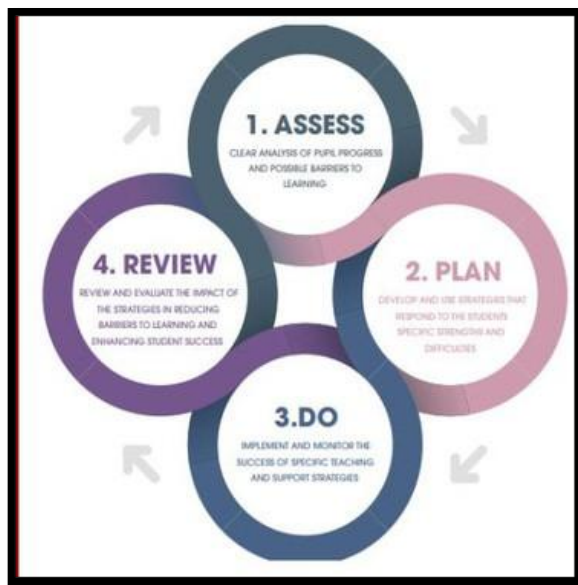 1. ASSESS
CLEAR ANALYSIS OF PUPIL PROGRESS
AND POSSIBLE BARRIERS TO
LEARNING
2. PLAN
DEVELOP AND USE STRATEGIES THAT
RESPOND TO THE STUDENTS
SPECIFIC STRENGTHS AND
DIFFICULTIES
3.DO
IMPLEMENT AND MONITOR THE
SUCCESS OF SPECIFIC TEACHING
AND SUPPORT STRATEGIES
4. REVIEW
REVIEW AND EVALUATE THE IMPACT OF
THE STRATEGIES IN REDUCING
BARRIERS TO LEARNING AND
ENHANCING STUDENT SUCCESS